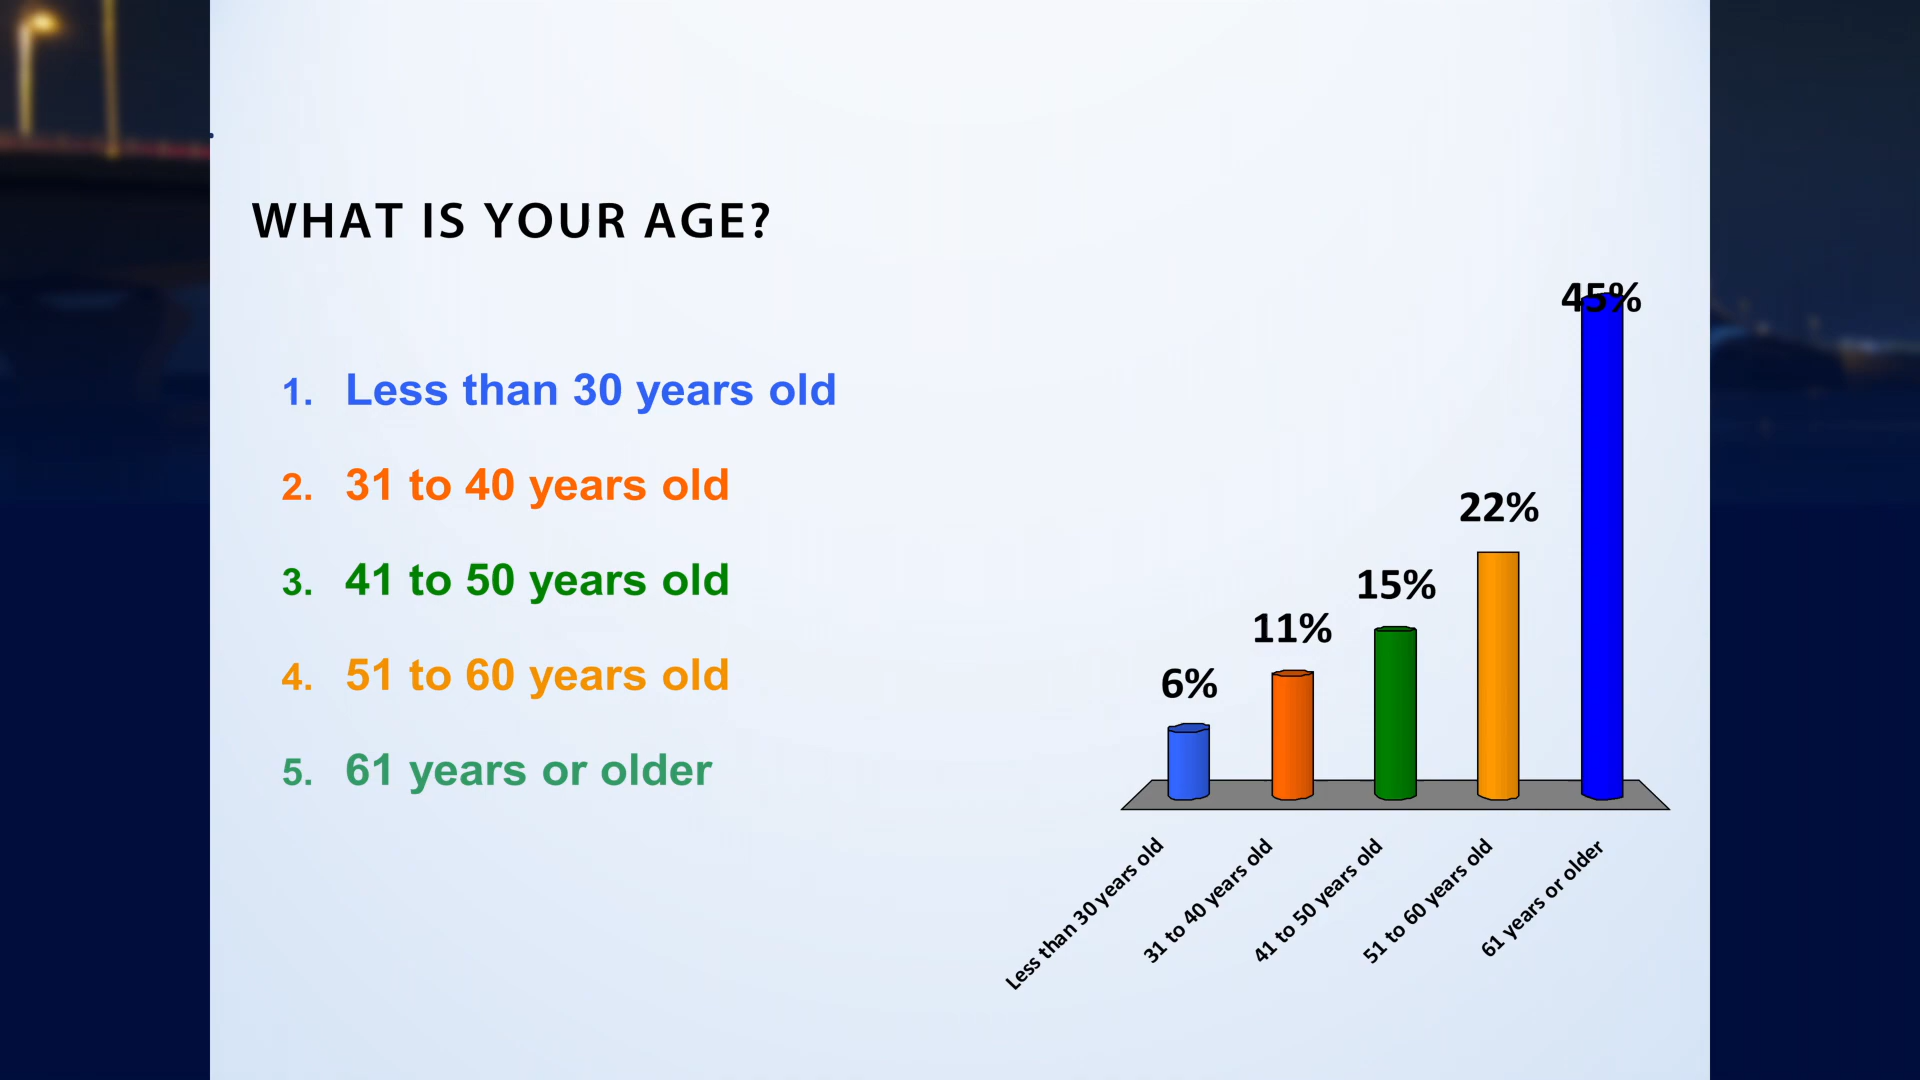 WHAT IS YOUR AGE?
1. Less than 30 years old
2. 31 to 40 years old
3. 41 to 50 years old
4. 51 to 60 years old
5. 61 years or older
6%
11%
15%
22%
45%
Less than 30 years old
31 to 40 years old
41 to 50 years old
51 to 60 years old
61 years or older